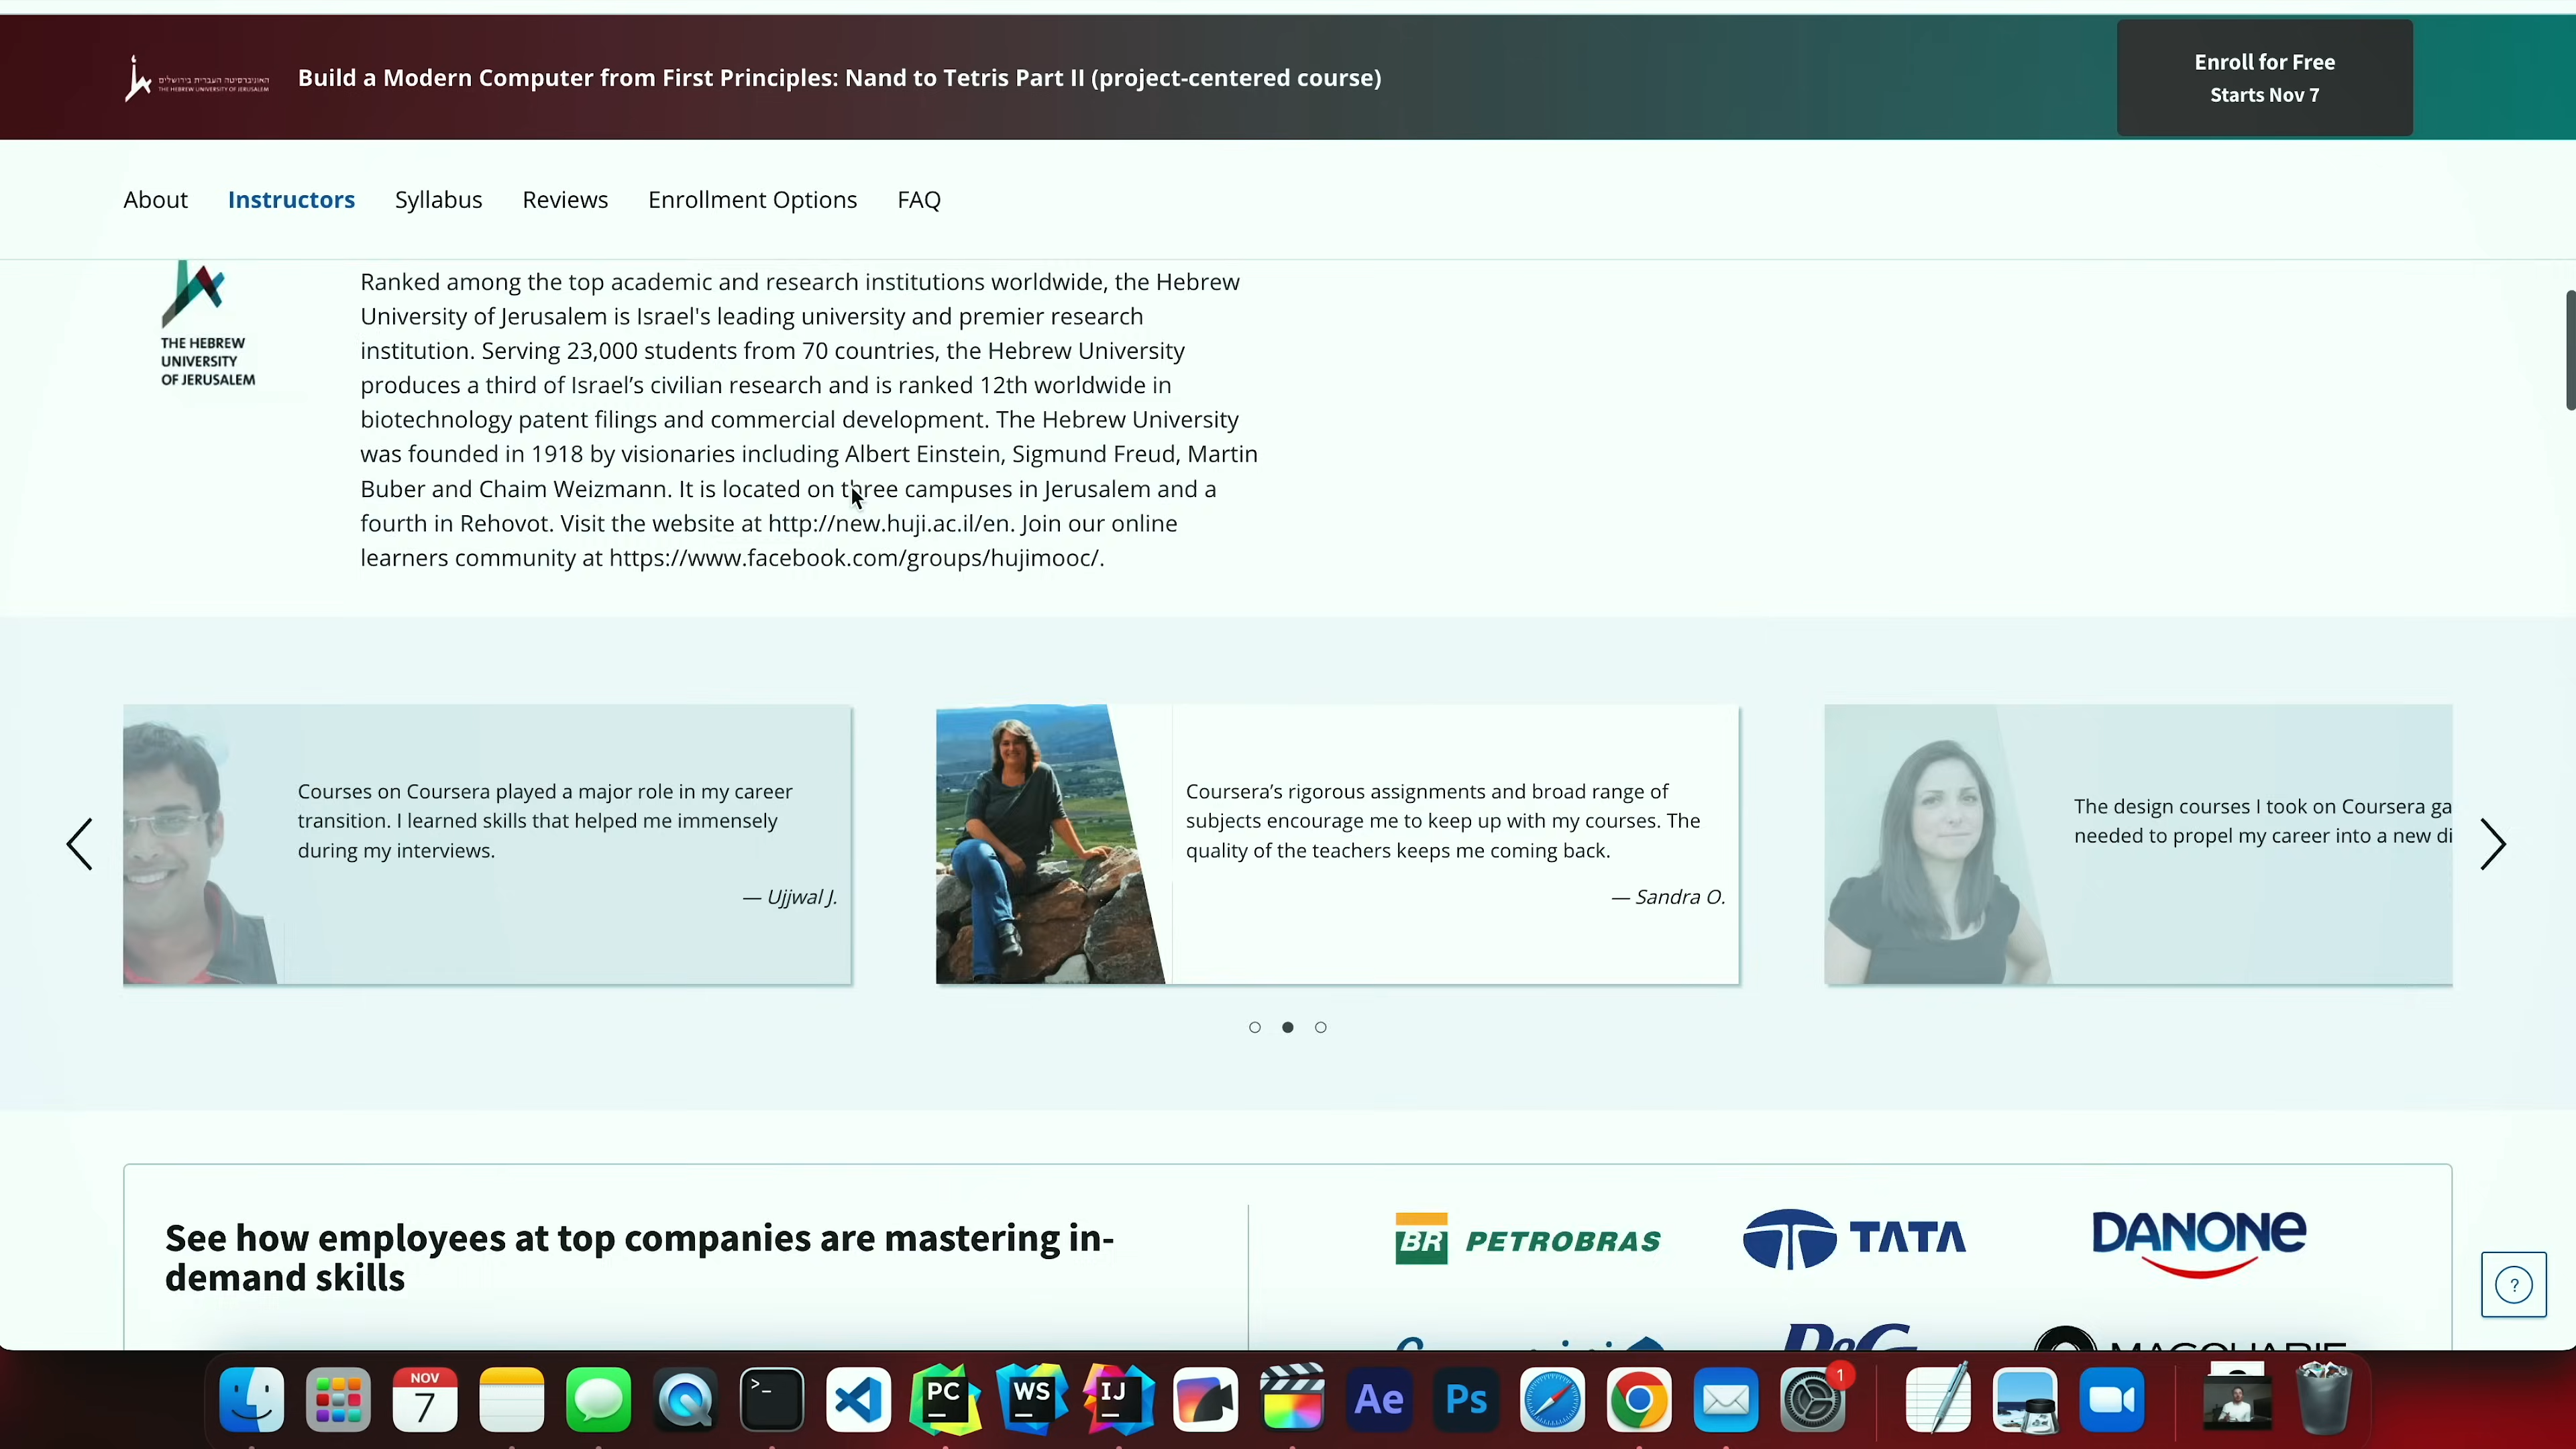 האוניברסיטה העברית בירושלים
THE HEBREW UNIVERSITY OF JERUSALEM
Build a Modern Computer from First Principles: Nand to Tetris Part II (project-centered course)
Enroll for Free
Starts Nov 7
About Instructors Syllabus Reviews Enrollment Options FAQ
THE HEBREW
UNIVERSITY
OF JERUSALEM
Ranked among the top academic and research institutions worldwide, the Hebrew
University of Jerusalem is Israel's leading university and premier research
institution. Serving 23,000 students from 70 countries, the Hebrew University
produces a third of Israel’s civilian research and is ranked 12th worldwide in
biotechnology patent filings and commercial development. The Hebrew University
was founded in 1918 by visionaries including Albert Einstein, Sigmund Freud, Martin
Buber and Chaim Weizmann. It is located on three campuses in Jerusalem and a
fourth in Rehovot. Visit the website at http://new.huji.ac.il/en. Join our online
learners community at https://www.facebook.com/groups/hujimooc/.
Courses on Coursera played a major role in my career
transition. I learned skills that helped me immensely
during my interviews.
— Ujjwal J.
Coursera’s rigorous assignments and broad range of
subjects encourage me to keep up with my courses. The
quality of the teachers keeps me coming back.
— Sandra O.
The design courses I took on Coursera ga
needed to propel my career into a new di
See how employees at top companies are mastering in-
demand skills
BR PETROBRAS
TATA
DANONE
P&G
MACQUARIE
?
NOV
7
>_
PC
WS
IJ
Ae
Ps
1